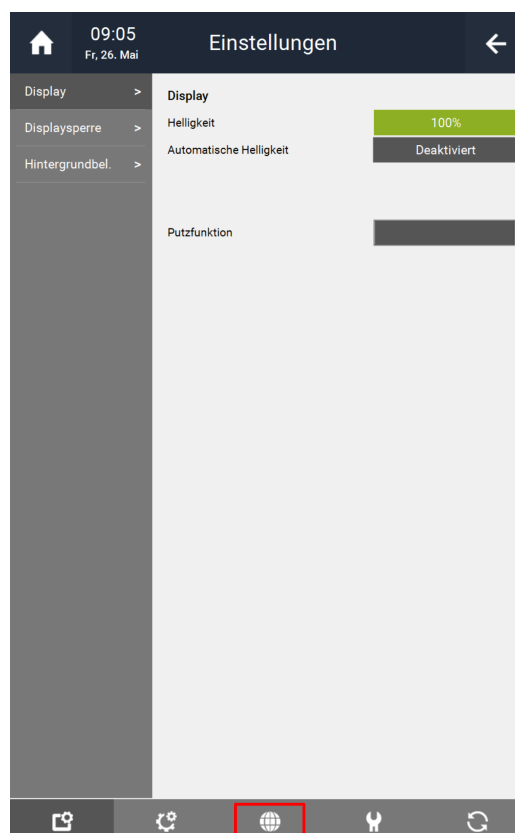 09:05
Fr, 26. Mai
Einstellungen
Display >
Displaysperre >
Hintergrundbel. >
Display
Helligkeit 100%
Automatische Helligkeit Deaktiviert
Putzfunktion